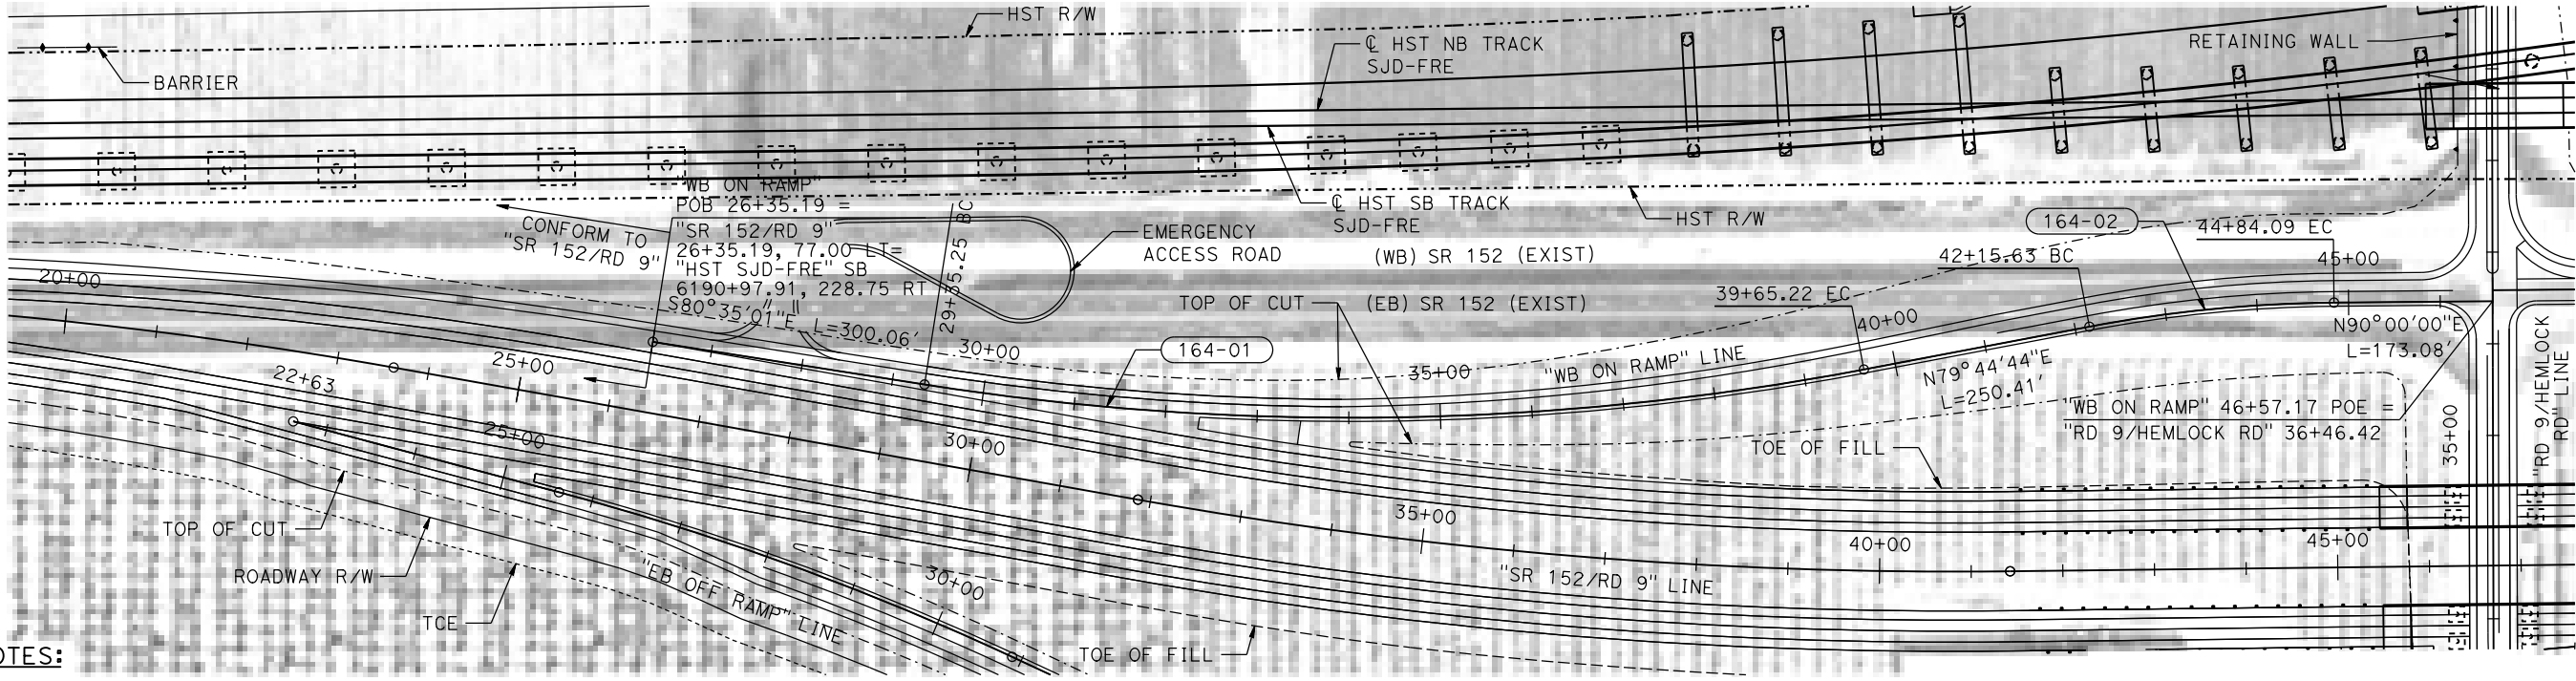 HST R/W
BARRIER
℄ HST NB TRACK
SJD-FRE
RETAINING WALL
"WB ON RAMP"
POB 26+35.19 =
"SR 152/RD 9"
26+35.19, 77.00 LT=
"HST SJD-FRE" SB
6190+97.91, 228.75 RT
CONFORM TO
"SR 152/RD 9"
29+35.25 BC
EMERGENCY
ACCESS ROAD
℄ HST SB TRACK
SJD-FRE
HST R/W
(WB) SR 152 (EXIST)
164-02
44+84.09 EC
42+15.63 BC
45+00
20+00
S80°35'01"E L=300.06'
TOP OF CUT
(EB) SR 152 (EXIST)
39+65.22 EC
40+00
N90°00'00"E
L=173.08'
164-01
30+00
25+00
22+63
35+00
"WB ON RAMP" LINE
N79°44'44"E
L=250.41'
"WB ON RAMP" 46+57.17 POE =
"RD 9/HEMLOCK RD" 36+46.42
35+00
"RD 9/HEMLOCK
RD" LINE
25+00
30+00
TOE OF FILL
TOP OF CUT
35+00
40+00
45+00
ROADWAY R/W
"EB OFF RAMP" LINE
30+00
"SR 152/RD 9" LINE
TCE
TOE OF FILL
OTES: